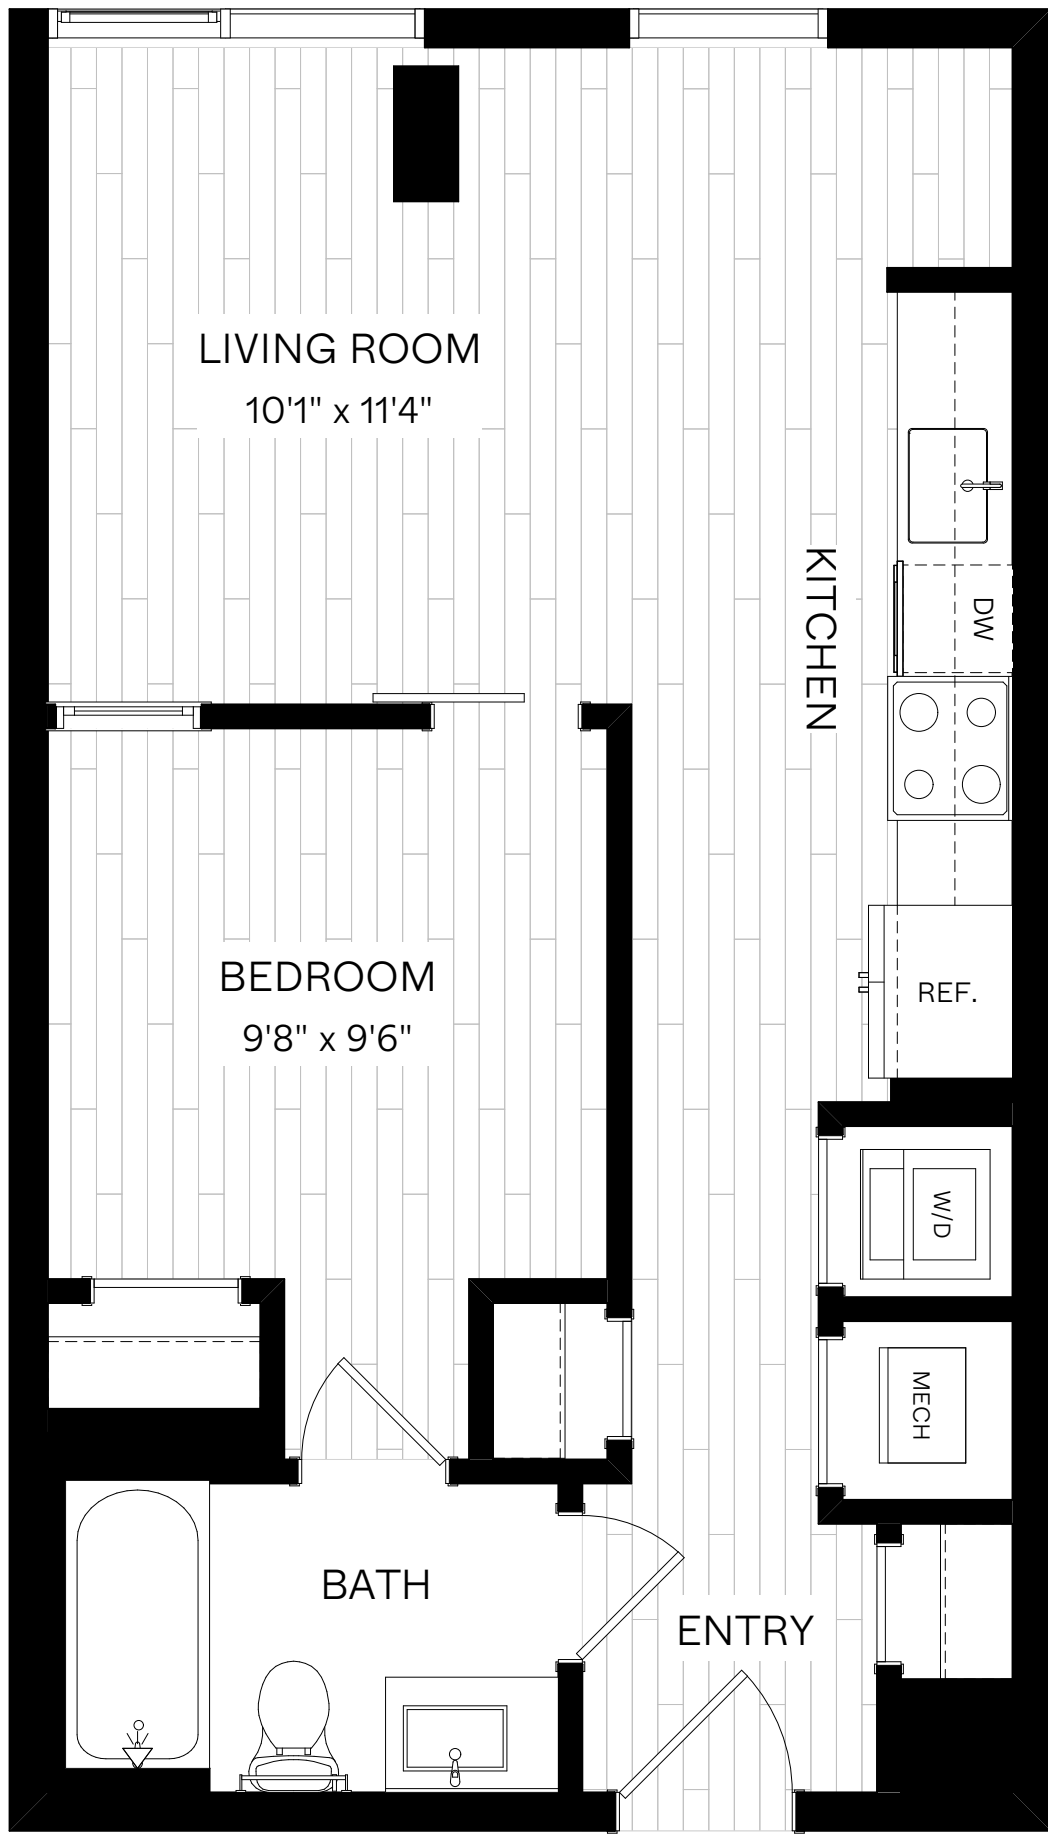 LIVING ROOM
10'1" x 11'4"
KITCHEN
DW
BEDROOM
9'8" x 9'6"
REF.
W/D
MECH
BATH
ENTRY